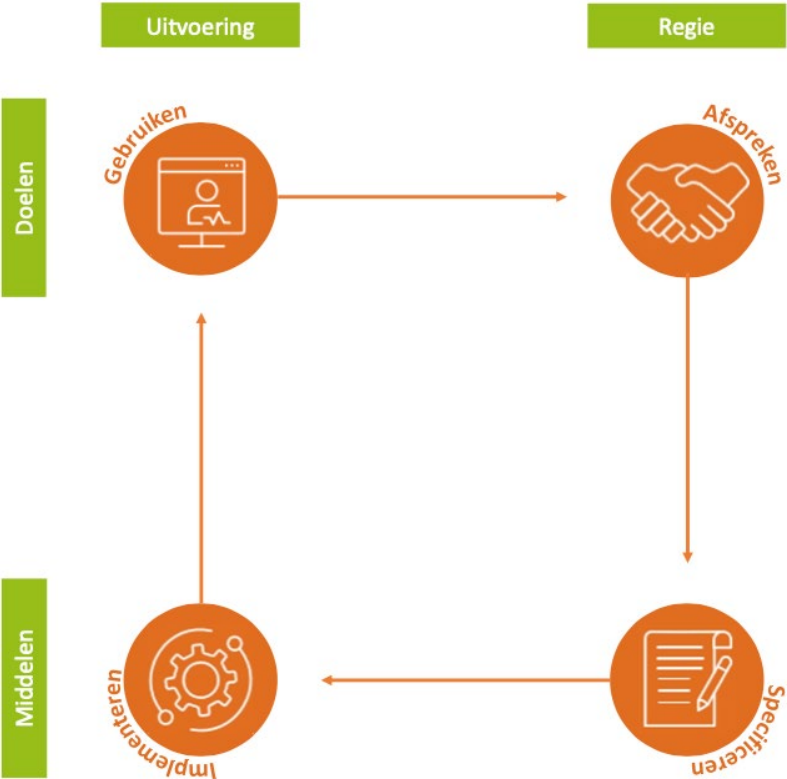 Uitvoering
Regie
Doelen
Gebruiken
Afspreken
Middelen
Implementeren
Specificeren